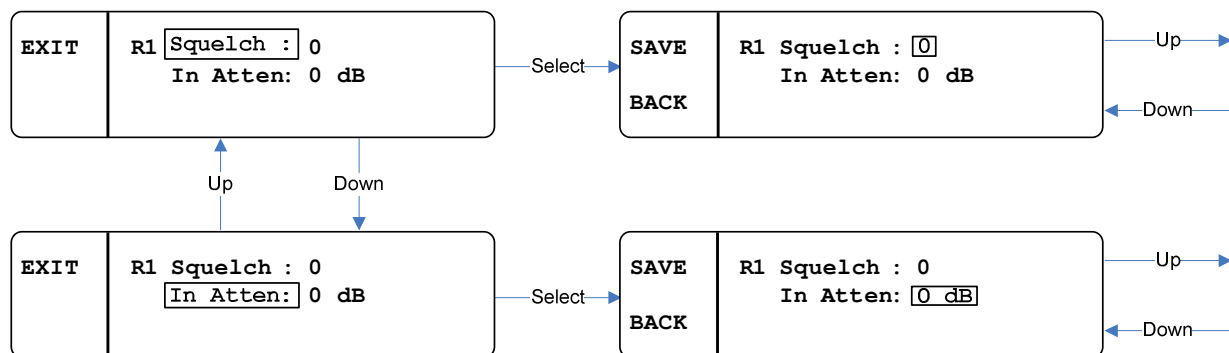 EXIT
R1 Squelch : 0
In Atten: 0 dB
Select
SAVE
BACK
R1 Squelch : 0
In Atten: 0 dB
Up
Down
Up
Down
EXIT
R1 Squelch : 0
In Atten: 0 dB
Select
SAVE
BACK
R1 Squelch : 0
In Atten: 0 dB
Up
Down